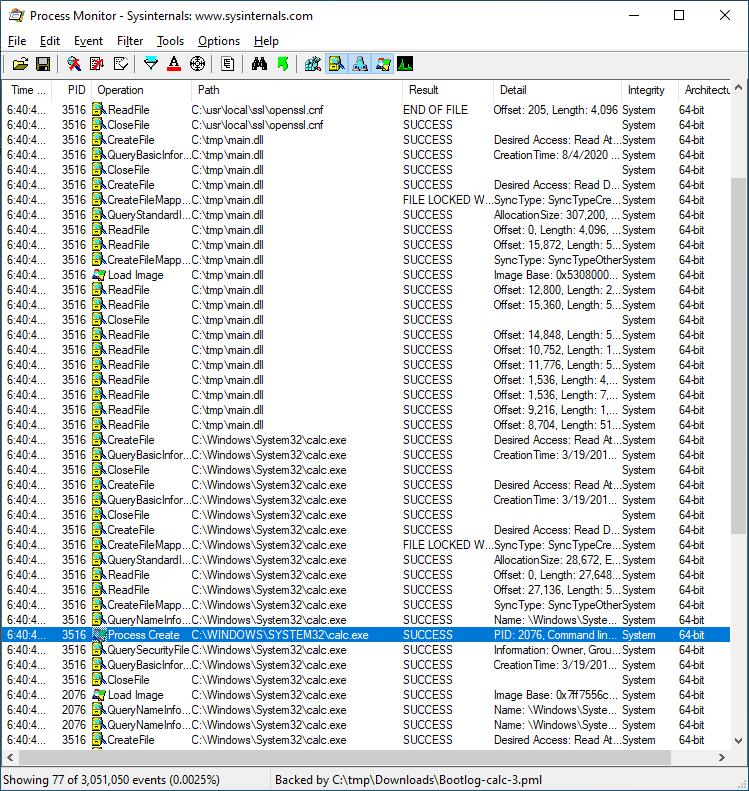 Process Monitor - Sysinternals: www.sysinternals.com
File Edit Event Filter Tools Options Help
Time ... PID Operation Path Result Detail Integrity Architectu
6:40:4... 3516 ReadFile C:\usr\local\ssl\openssl.cnf END OF FILE Offset: 205, Length: 4,096 System 64-bit
6:40:4... 3516 CloseFile C:\usr\local\ssl\openssl.cnf SUCCESS System 64-bit
6:40:4... 3516 CreateFile C:\tmp\main.dll SUCCESS Desired Access: Read At... System 64-bit
6:40:4... 3516 QueryBasicInfor... C:\tmp\main.dll SUCCESS CreationTime: 8/4/2020 ... System 64-bit
6:40:4... 3516 CloseFile C:\tmp\main.dll SUCCESS System 64-bit
6:40:4... 3516 CreateFile C:\tmp\main.dll SUCCESS Desired Access: Read D... System 64-bit
6:40:4... 3516 CreateFileMapp... C:\tmp\main.dll FILE LOCKED W... SyncType: SyncTypeCre... System 64-bit
6:40:4... 3516 QueryStandardI... C:\tmp\main.dll SUCCESS AllocationSize: 307,200, ... System 64-bit
6:40:4... 3516 ReadFile C:\tmp\main.dll SUCCESS Offset: 0, Length: 4,096, ... System 64-bit
6:40:4... 3516 ReadFile C:\tmp\main.dll SUCCESS Offset: 15,872, Length: 5... System 64-bit
6:40:4... 3516 CreateFileMapp... C:\tmp\main.dll SUCCESS SyncType: SyncTypeOther System 64-bit
6:40:4... 3516 Load Image C:\tmp\main.dll SUCCESS Image Base: 0x5308000... System 64-bit
6:40:4... 3516 ReadFile C:\tmp\main.dll SUCCESS Offset: 12,800, Length: 2... System 64-bit
6:40:4... 3516 ReadFile C:\tmp\main.dll SUCCESS Offset: 15,360, Length: 5... System 64-bit
6:40:4... 3516 CloseFile C:\tmp\main.dll SUCCESS System 64-bit
6:40:4... 3516 ReadFile C:\tmp\main.dll SUCCESS Offset: 14,848, Length: 5... System 64-bit
6:40:4... 3516 ReadFile C:\tmp\main.dll SUCCESS Offset: 10,752, Length: 1... System 64-bit
6:40:4... 3516 ReadFile C:\tmp\main.dll SUCCESS Offset: 11,776, Length: 5... System 64-bit
6:40:4... 3516 ReadFile C:\tmp\main.dll SUCCESS Offset: 1,536, Length: 4,... System 64-bit
6:40:4... 3516 ReadFile C:\tmp\main.dll SUCCESS Offset: 1,536, Length: 7,... System 64-bit
6:40:4... 3516 ReadFile C:\tmp\main.dll SUCCESS Offset: 9,216, Length: 1,... System 64-bit
6:40:4... 3516 ReadFile C:\tmp\main.dll SUCCESS Offset: 8,704, Length: 51... System 64-bit
6:40:4... 3516 CreateFile C:\Windows\System32\calc.exe SUCCESS Desired Access: Read At... System 64-bit
6:40:4... 3516 QueryBasicInfor... C:\Windows\System32\calc.exe SUCCESS CreationTime: 3/19/201... System 64-bit
6:40:4... 3516 CloseFile C:\Windows\System32\calc.exe SUCCESS System 64-bit
6:40:4... 3516 CreateFile C:\Windows\System32\calc.exe SUCCESS Desired Access: Read At... System 64-bit
6:40:4... 3516 QueryBasicInfor... C:\Windows\System32\calc.exe SUCCESS CreationTime: 3/19/201... System 64-bit
6:40:4... 3516 CloseFile C:\Windows\System32\calc.exe SUCCESS System 64-bit
6:40:4... 3516 CreateFile C:\Windows\System32\calc.exe SUCCESS Desired Access: Read D... System 64-bit
6:40:4... 3516 CreateFileMapp... C:\Windows\System32\calc.exe FILE LOCKED W... SyncType: SyncTypeCre... System 64-bit
6:40:4... 3516 QueryStandardI... C:\Windows\System32\calc.exe SUCCESS AllocationSize: 28,672, E... System 64-bit
6:40:4... 3516 ReadFile C:\Windows\System32\calc.exe SUCCESS Offset: 0, Length: 27,648... System 64-bit
6:40:4... 3516 ReadFile C:\Windows\System32\calc.exe SUCCESS Offset: 27,136, Length: 5... System 64-bit
6:40:4... 3516 CreateFileMapp... C:\Windows\System32\calc.exe SUCCESS SyncType: SyncTypeOther System 64-bit
6:40:4... 3516 QueryNameInfo... C:\Windows\System32\calc.exe SUCCESS Name: \Windows\Syste... System 64-bit
6:40:4... 3516 Process Create C:\WINDOWS\SYSTEM32\calc.exe SUCCESS PID: 2076, Command lin... System 64-bit
6:40:4... 3516 QuerySecurityFile C:\Windows\System32\calc.exe SUCCESS Information: Owner, Grou... System 64-bit
6:40:4... 3516 QueryBasicInfor... C:\Windows\System32\calc.exe SUCCESS CreationTime: 3/19/201... System 64-bit
6:40:4... 3516 CloseFile C:\Windows\System32\calc.exe SUCCESS System 64-bit
6:40:4... 2076 Load Image C:\Windows\System32\calc.exe SUCCESS Image Base: 0x7ff7556c... System 64-bit
6:40:4... 2076 QueryNameInfo... C:\Windows\System32\calc.exe SUCCESS Name: \Windows\Syste... System 64-bit
6:40:4... 2076 QueryNameInfo... C:\Windows\System32\calc.exe SUCCESS Name: \Windows\Syste... System 64-bit
6:40:4... 3516 CreateFile C:\Windows\System32\calc.exe SUCCESS Desired Access: Read At... System 64-bit
Showing 77 of 3,051,050 events (0.0025%) Backed by C:\tmp\Downloads\Bootlog-calc-3.pml